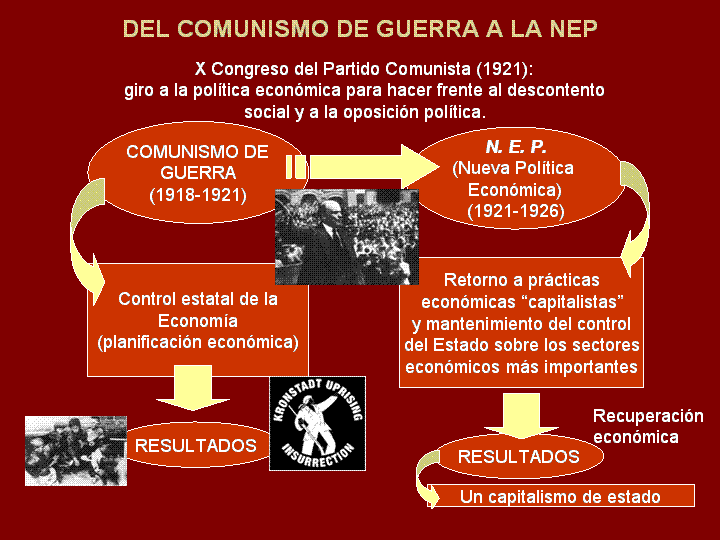 DEL COMUNISMO DE GUERRA A LA NEP
X Congreso del Partido Comunista (1921):
giro a la política económica para hacer frente al descontento
social y a la oposición política.
COMUNISMO DE
GUERRA
(1918-1921)
N. E. P.
(Nueva Política
Económica)
(1921-1926)
Control estatal de la
Economía
(planificación económica)
Retorno a prácticas
económicas “capitalistas”
y mantenimiento del control
del Estado sobre los sectores
económicos más importantes
KRONSTADT UPRISING
INSURRECTION
RESULTADOS
Recuperación
económica
RESULTADOS
Un capitalismo de estado